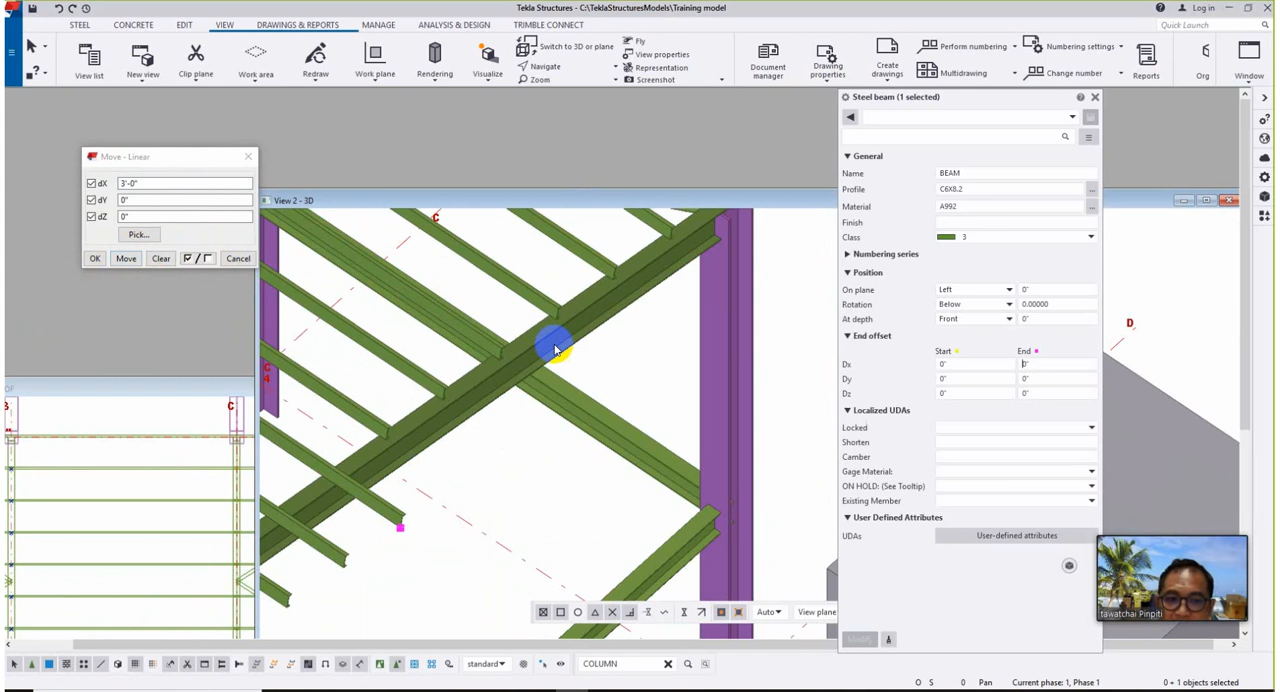 Tekla Structures - C:\TeklaStructuresModels\Training model
Log in
STEEL CONCRETE EDIT VIEW DRAWINGS & REPORTS MANAGE ANALYSIS & DESIGN TRIMBLE CONNECT
Quick Launch
View list
New view
Clip plane
Work area
Redraw
Switch to 3D or plane
Navigate
Zoom
Work plane
Rendering
Visualize
Fly
View properties
Representation
Screenshot
Document manager
Drawing properties
Create drawings
Perform numbering
Multidrawing
Numbering settings
Change number
Reports
Org
Window
Move - Linear
dX 3'-0"
dY 0"
dZ 0"
Pick...
OK Move Clear Cancel
View 2 - 3D
C
C
4
D
OF
B
C
Steel beam (1 selected)
General
Name BEAM
Profile C6X8.2 ...
Material A992 ...
Finish
Class 3
Numbering series
Position
On plane Left 0"
Rotation Below 0.00000
At depth Front 0"
End offset
Start End
Dx 0" 0"
Dy 0" 0"
Dz 0" 0"
Localized UDAs
Locked
Shorten
Camber
Gage Material:
ON HOLD: (See Tooltip)
Existing Member
User Defined Attributes
UDAs User-defined attributes
Modify
tawatchai Pinpiti
Auto View plane
standard
COLUMN
O S 0 Pan Current phase: 1, Phase 1 0 + 1 objects selected